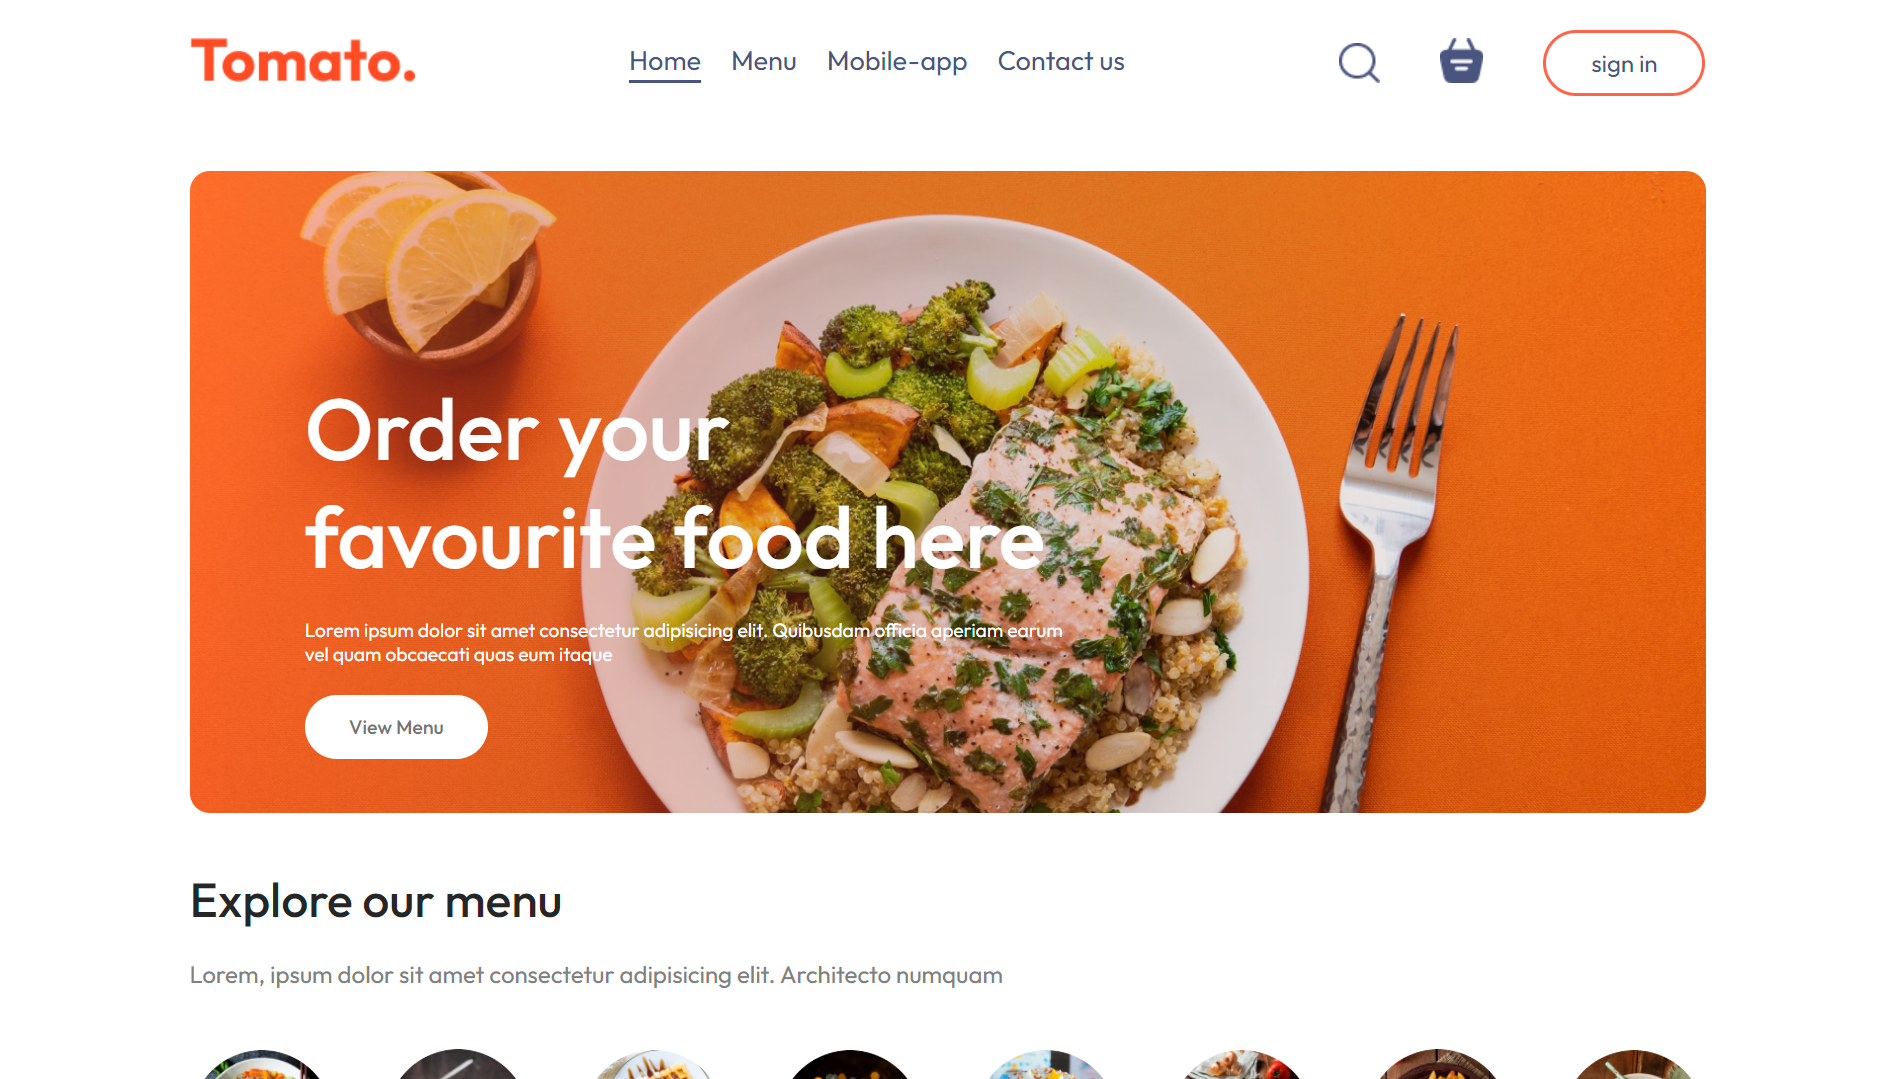 Tomato.
Home Menu Mobile-app Contact us
sign in
Order your
favourite food here
Lorem ipsum dolor sit amet consectetur adipisicing elit. Quibusdam officia aperiam earum
vel quam obcaecati quas eum itaque
View Menu
Explore our menu
Lorem, ipsum dolor sit amet consectetur adipisicing elit. Architecto numquam